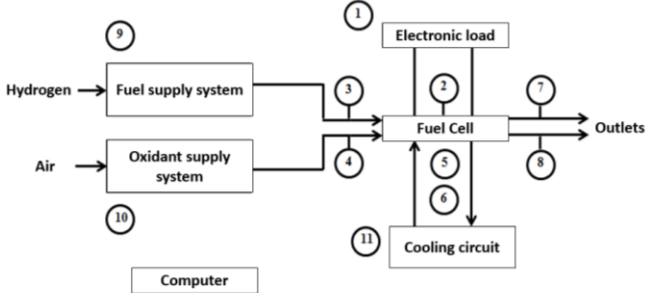 1
Electronic load
9
Hydrogen
Fuel supply system
3
2
7
Fuel Cell
Outlets
Air
Oxidant supply
system
4
5
8
6
10
11
Cooling circuit
Computer